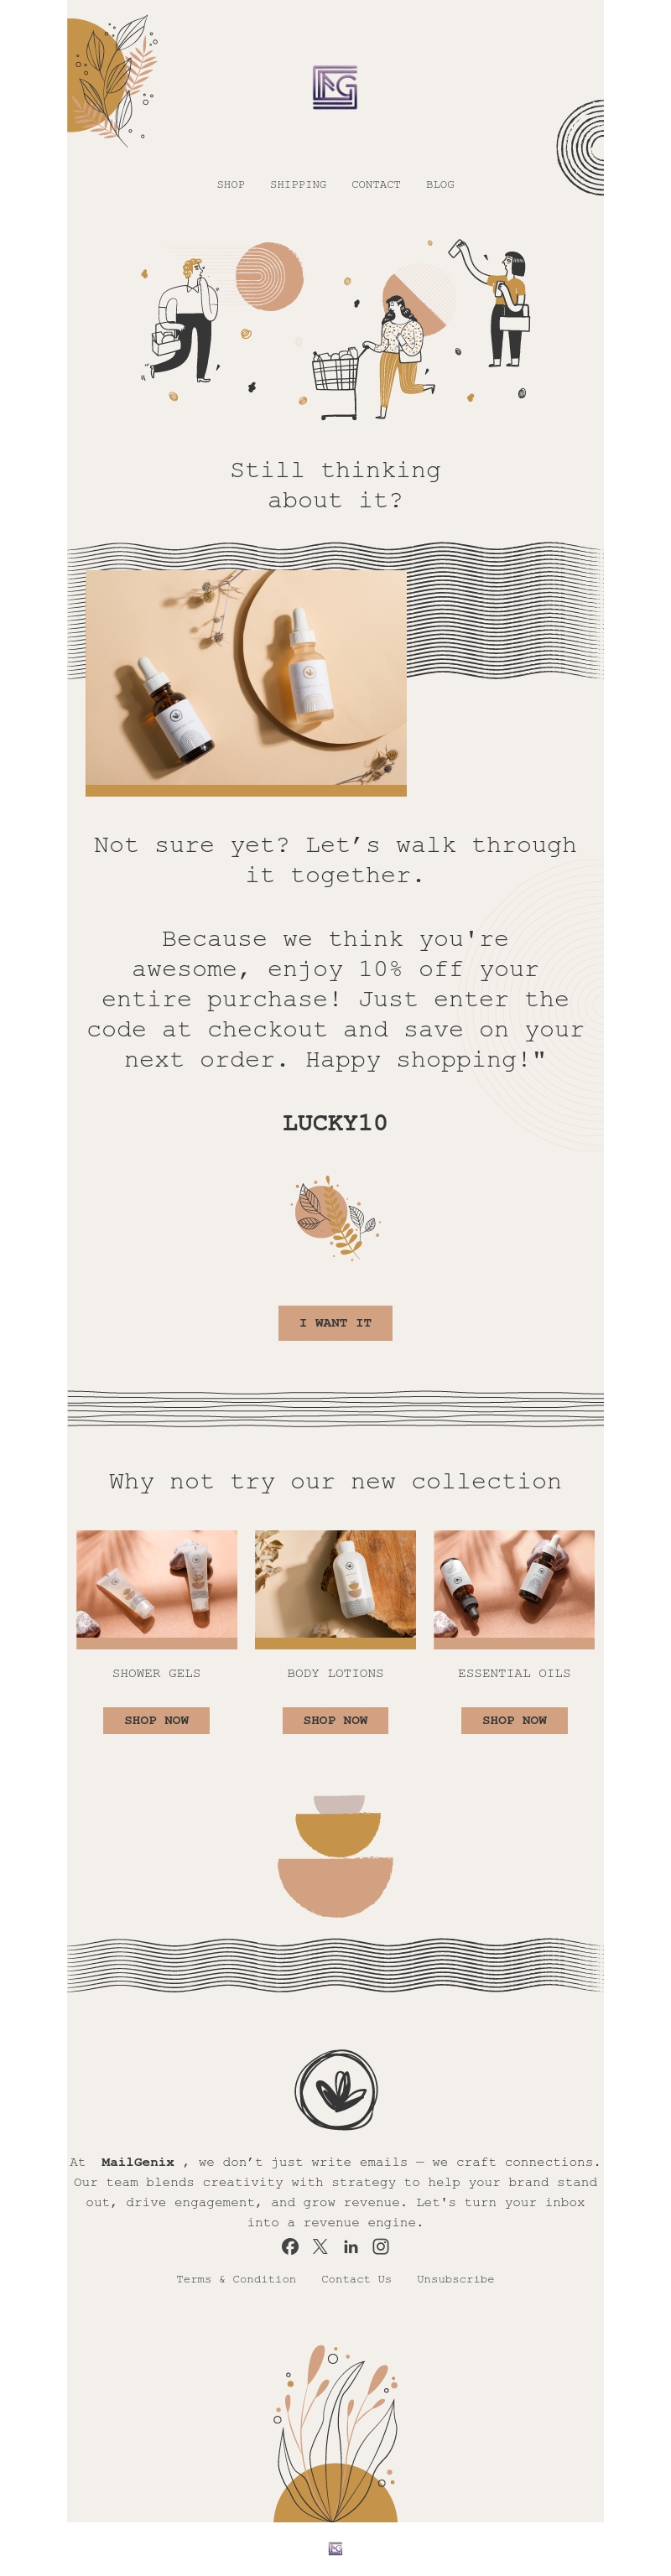 SHOP SHIPPING CONTACT BLOG
Still thinking
about it?
Not sure yet? Let’s walk through
it together.
Because we think you're
awesome, enjoy 10% off your
entire purchase! Just enter the
code at checkout and save on your
next order. Happy shopping!"
LUCKY10
I WANT IT
Why not try our new collection
SHOWER GELS BODY LOTIONS ESSENTIAL OILS
SHOP NOW SHOP NOW SHOP NOW
At MailGenix , we don’t just write emails — we craft connections.
Our team blends creativity with strategy to help your brand stand
out, drive engagement, and grow revenue. Let's turn your inbox
into a revenue engine.
Terms & Condition Contact Us Unsubscribe